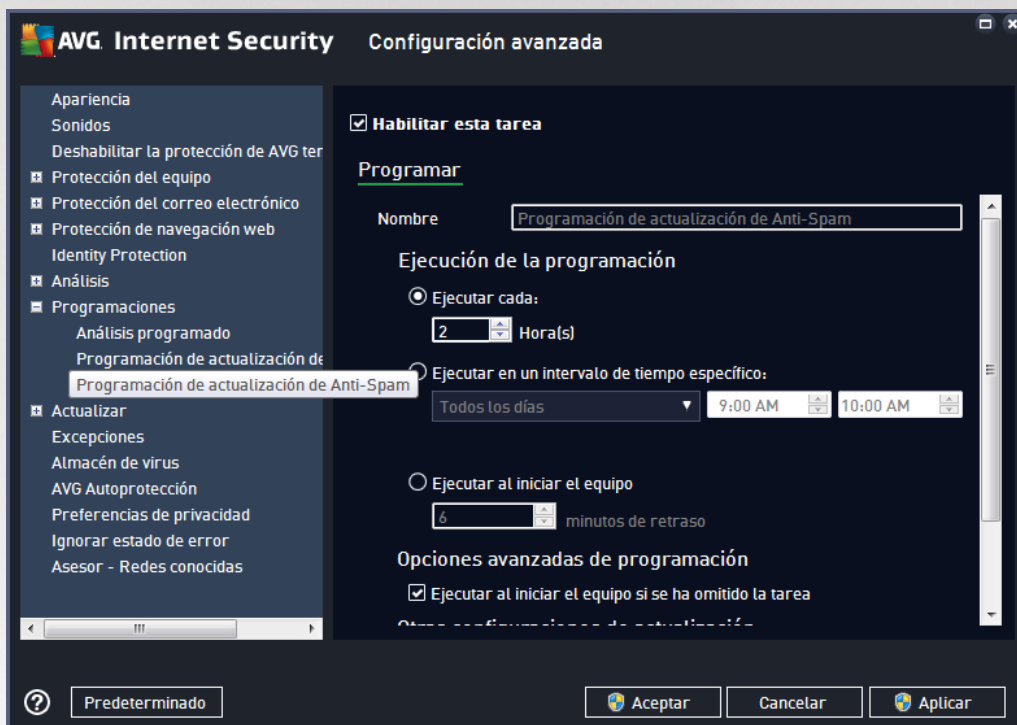 AVG. Internet Security Configuración avanzada
Apariencia
Sonidos
Deshabilitar la protección de AVG ter
Protección del equipo
Protección del correo electrónico
Protección de navegación web
Identity Protection
Análisis
Programaciones
Análisis programado
Programación de actualización de
Programación de actualización de Anti-Spam
Actualizar
Excepciones
Almacén de virus
AVG Autoprotección
Preferencias de privacidad
Ignorar estado de error
Asesor - Redes conocidas
Habilitar esta tarea
Programar
Nombre Programación de actualización de Anti-Spam
Ejecución de la programación
Ejecutar cada:
2 Hora(s)
Ejecutar en un intervalo de tiempo específico:
Todos los días 9:00 AM 10:00 AM
Ejecutar al iniciar el equipo
6 minutos de retraso
Opciones avanzadas de programación
Ejecutar al iniciar el equipo si se ha omitido la tarea
Otras configuraciones de actualización
? Predeterminado Aceptar Cancelar Aplicar